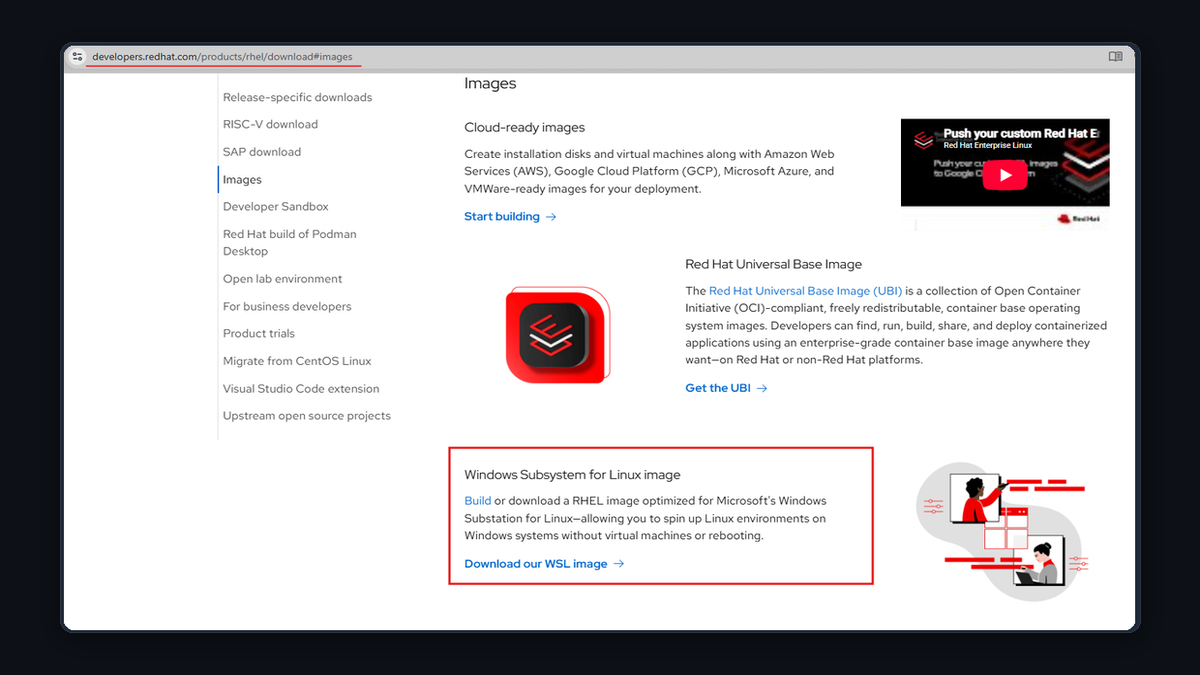 developers.redhat.com/products/rhel/download#images
Release-specific downloads
RISC-V download
SAP download
Images
Developer Sandbox
Red Hat build of Podman
Desktop
Open lab environment
For business developers
Product trials
Migrate from CentOS Linux
Visual Studio Code extension
Upstream open source projects
Images
Cloud-ready images
Create installation disks and virtual machines along with Amazon Web
Services (AWS), Google Cloud Platform (GCP), Microsoft Azure, and
VMWare-ready images for your deployment.
Start building →
Push your custom Red Hat E
Red Hat Enterprise Linux
Push your images
to Google
Red Hat
Red Hat Universal Base Image
The Red Hat Universal Base Image (UBI) is a collection of Open Container
Initiative (OCI)-compliant, freely redistributable, container base operating
system images. Developers can find, run, build, share, and deploy containerized
applications using an enterprise-grade container base image anywhere they
want—on Red Hat or non-Red Hat platforms.
Get the UBI →
Windows Subsystem for Linux image
Build or download a RHEL image optimized for Microsoft's Windows
Substation for Linux—allowing you to spin up Linux environments on
Windows systems without virtual machines or rebooting.
Download our WSL image →